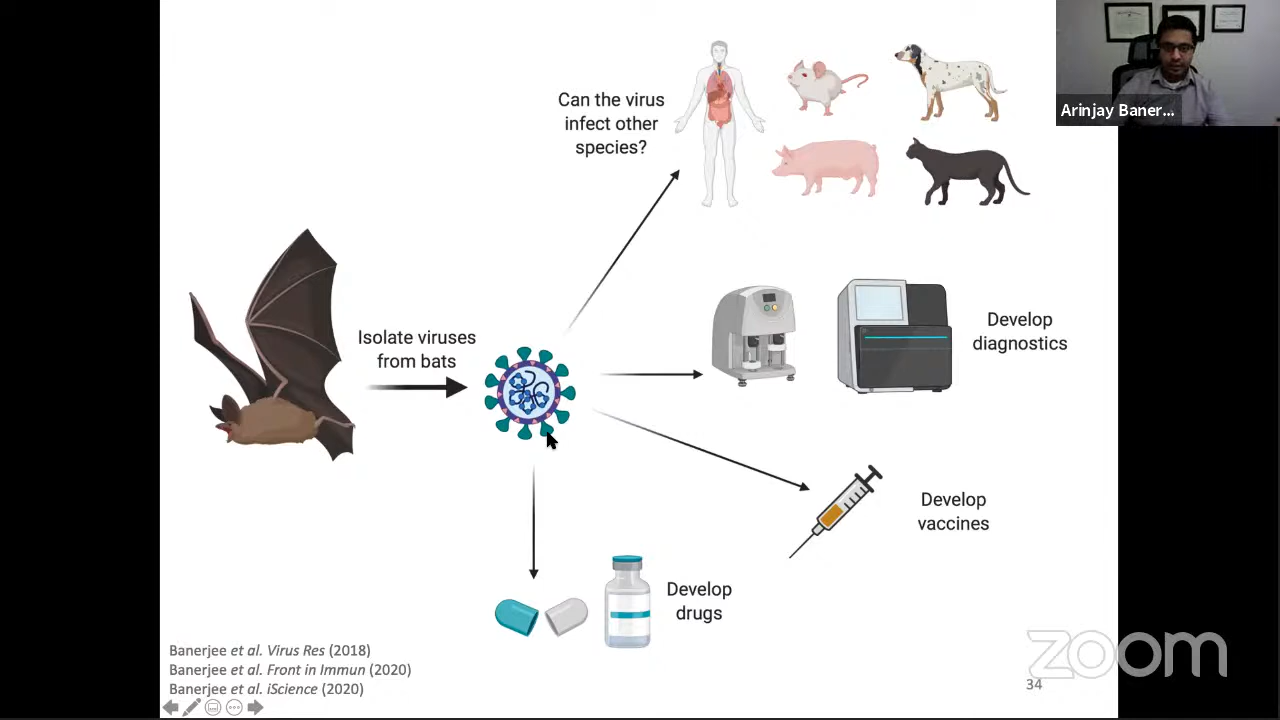 Can the virus
infect other
species?
Arinjay Baner...
Isolate viruses
from bats
Develop
diagnostics
Develop
vaccines
Develop
drugs
Banerjee et al. Virus Res (2018)
Banerjee et al. Front in Immun (2020)
Banerjee et al. iScience (2020)
zoom
34